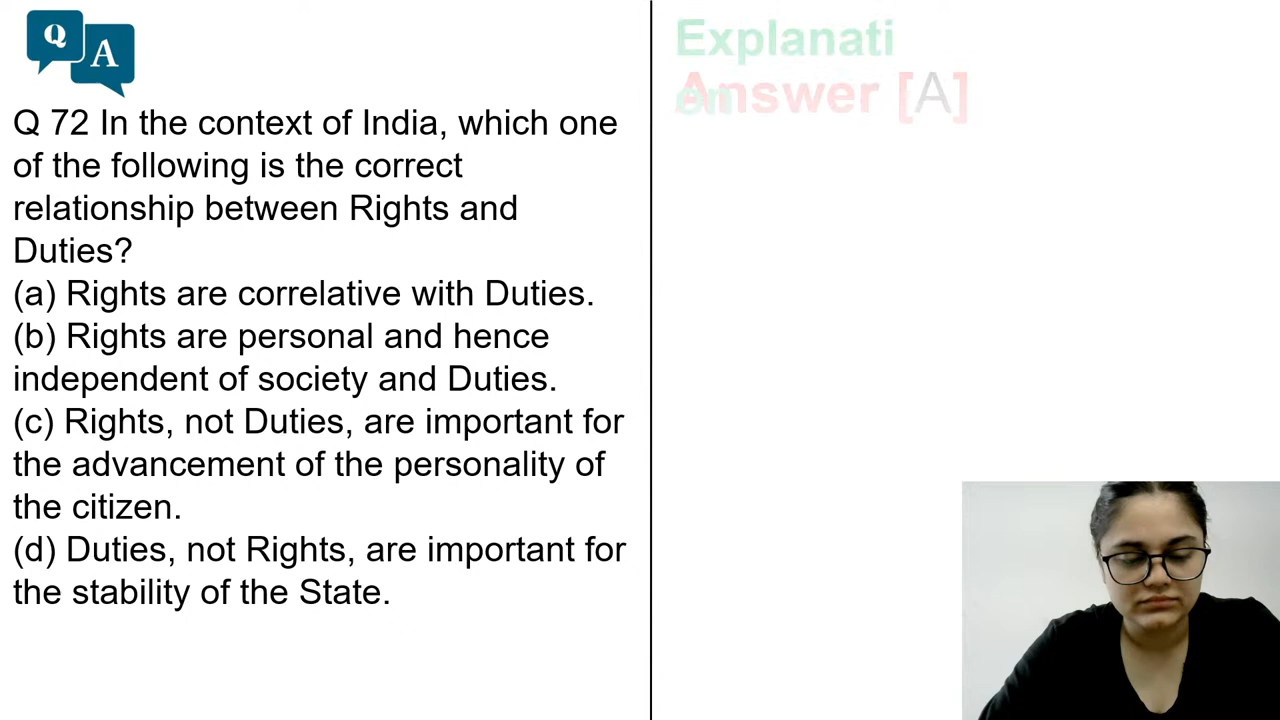 Q
A
Q 72 In the context of India, which one
of the following is the correct
relationship between Rights and
Duties?
(a) Rights are correlative with Duties.
(b) Rights are personal and hence
independent of society and Duties.
(c) Rights, not Duties, are important for
the advancement of the personality of
the citizen.
(d) Duties, not Rights, are important for
the stability of the State.
Explanati
on
Answer [A]